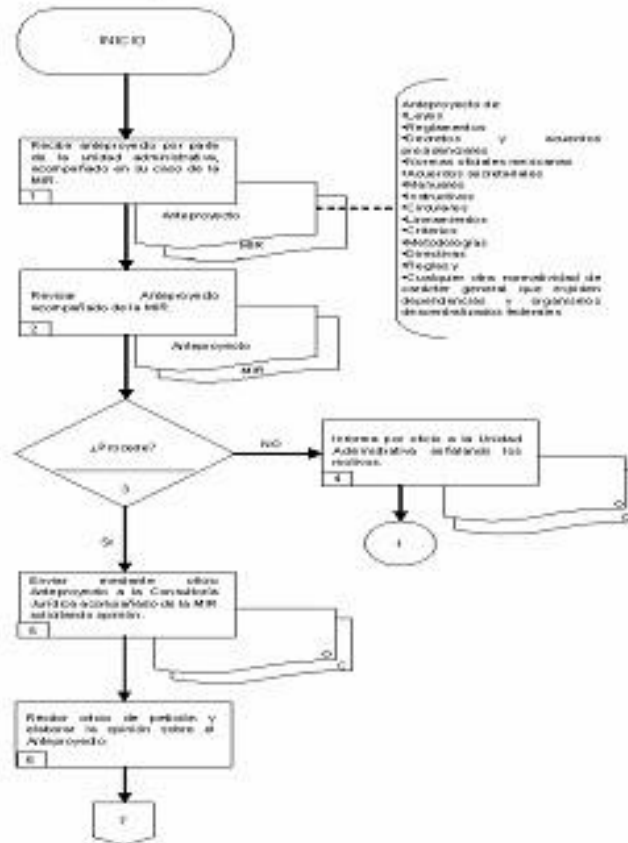 INICIO
Recibir anteproyecto por parte
de la unidad administrativa,
acompañado en su caso de la
MIR.
1
Anteproyecto
MIR
Anteproyecto de:
•Leyes
•Reglamentos
•Decretos y acuerdos
presidenciales
•Normas oficiales mexicanas
•Acuerdos secretariales
•Manuales
•Instructivos
•Circulares
•Lineamientos
•Criterios
•Metodologías
•Directivas
•Reglas y
•Cualquier otra normatividad de
carácter general que expidan
dependencias y organismos
descentralizados federales
Revisar Anteproyecto
acompañado de la MIR.
2
Anteproyecto
MIR
¿Procede?
3
NO
Informa por oficio a la Unidad
Administrativa señalando los
motivos.
4
O
C
1
SI
Enviar mediante oficio
Anteproyecto a la Consultoría
Jurídica acompañado de la MIR
solicitando opinión.
5
O
C
Recibir oficio de petición y
elaborar la opinión sobre el
Anteproyecto
6